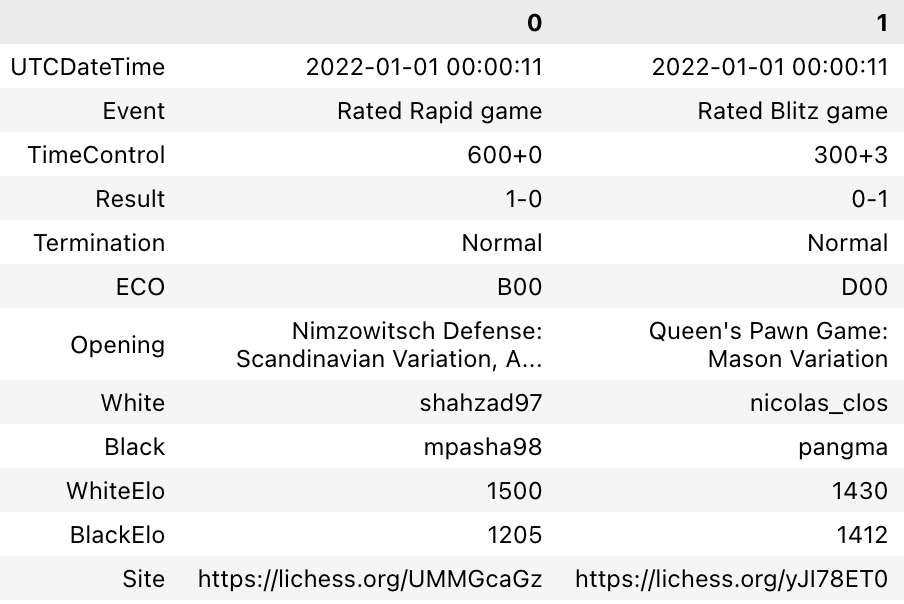 0 1
UTCDateTime 2022-01-01 00:00:11 2022-01-01 00:00:11
Event Rated Rapid game Rated Blitz game
TimeControl 600+0 300+3
Result 1-0 0-1
Termination Normal Normal
ECO B00 D00
Opening Nimzowitsch Defense: Queen's Pawn Game:
Scandinavian Variation, A... Mason Variation
White shahzad97 nicolas_clos
Black mpasha98 pangma
WhiteElo 1500 1430
BlackElo 1205 1412
Site https://lichess.org/UMMGcaGz https://lichess.org/yJI78ET0